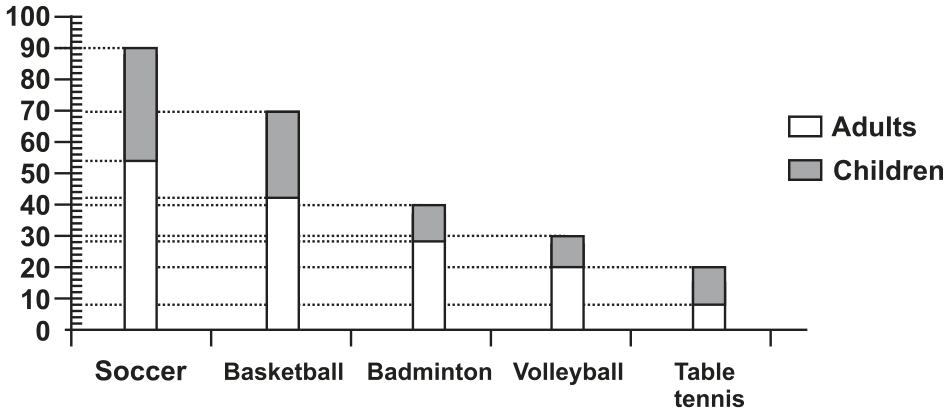 100
90
80
70
60
50
40
30
20
10
0
Adults
Children
Soccer
Basketball
Badminton
Volleyball
Table
tennis